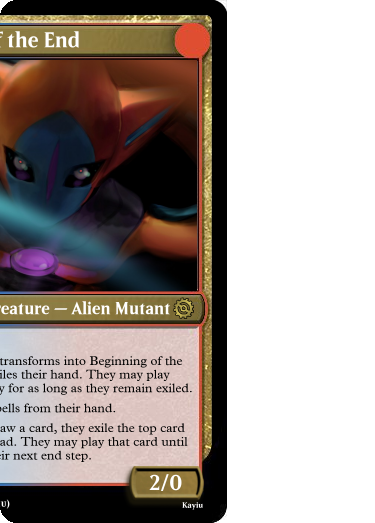 f the End
reature — Alien Mutant
transforms into Beginning of the
iles their hand. They may play
y for as long as they remain exiled.
pells from their hand.
aw a card, they exile the top card
ad. They may play that card until
eir next end step.
2/0
U)
Kayiu